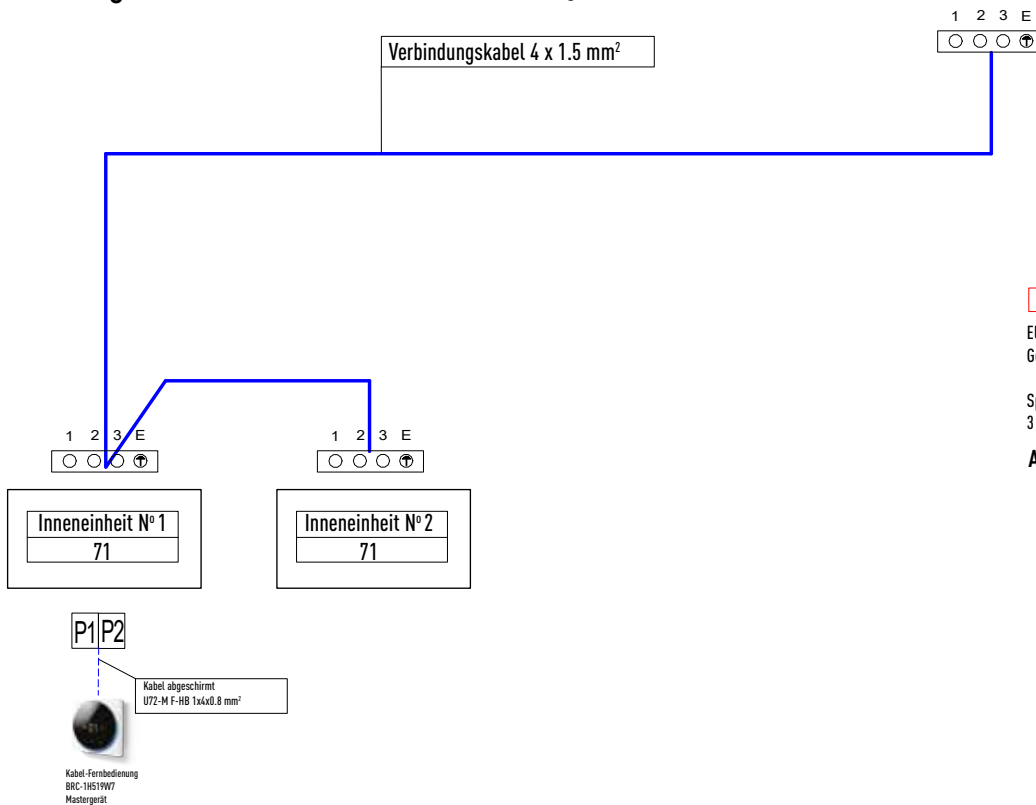 1 2 3 E
Verbindungskabel 4 x 1.5 mm²
3
1 2 3 E
1 2 3 E
Inneneinheit Nº 1
71
Inneneinheit Nº 2
71
P1 P2
Kabel abgeschirmt
U72-M F-HB 1x4x0.8 mm²
Kabel-Fernbedienung
BRC-1H519W7
Mastergerät